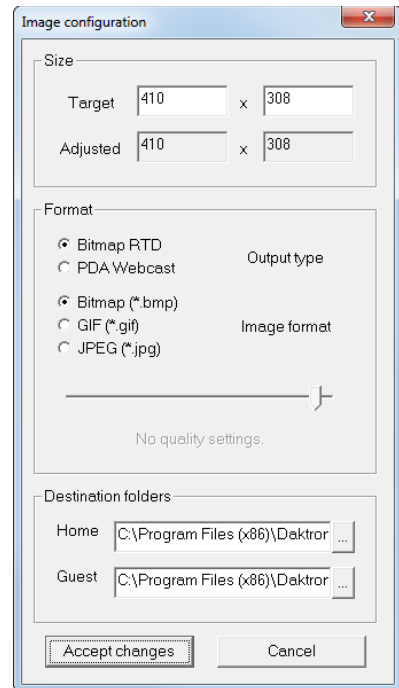 Image configuration
Size
Target 410 x 308
Adjusted 410 x 308
Format
Bitmap RTD
PDA Webcast
Output type
Bitmap (*.bmp)
GIF (*.gif)
JPEG (*.jpg)
Image format
No quality settings.
Destination folders
Home C:\Program Files (x86)\Daktror ...
Guest C:\Program Files (x86)\Daktror ...
Accept changes Cancel